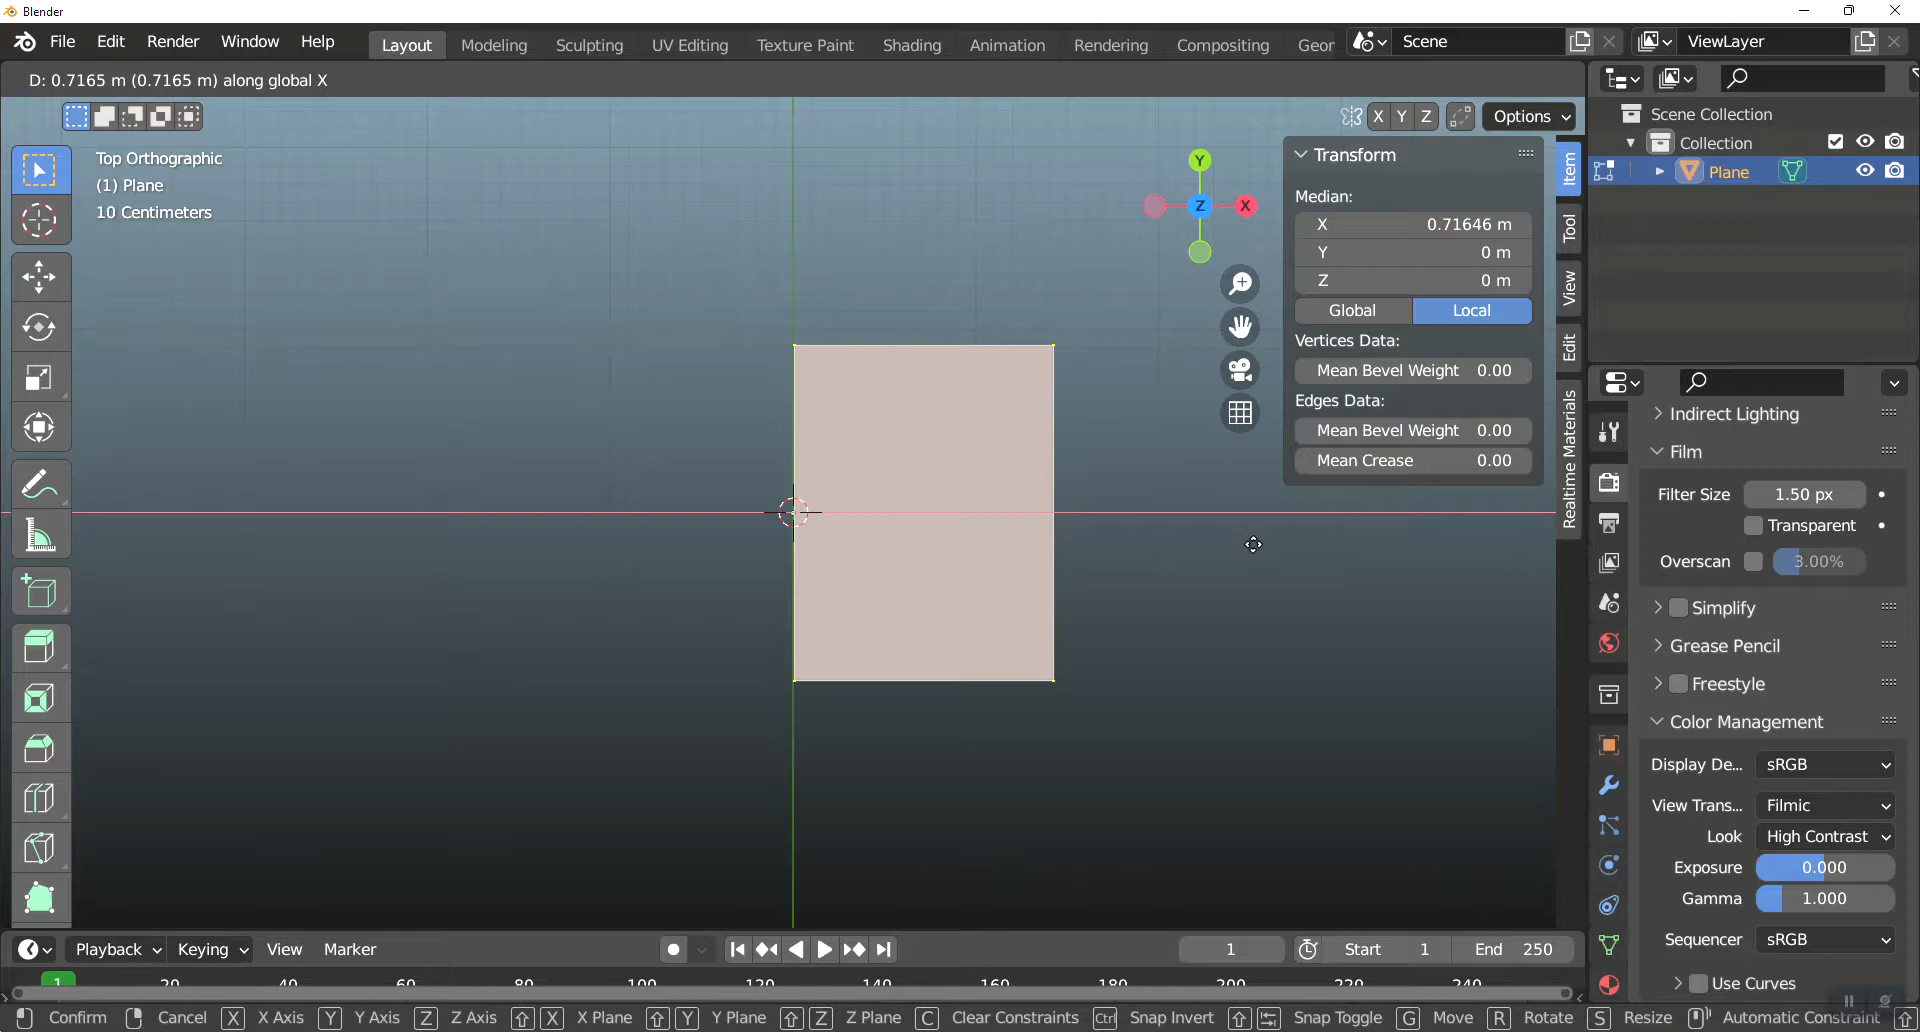 Blender
File Edit Render Window Help Layout Modeling Sculpting UV Editing Texture Paint Shading Animation Rendering Compositing Geor Scene ViewLayer
D: 0.7165 m (0.7165 m) along global X
X Y Z Options
Top Orthographic
(1) Plane
10 Centimeters
Y
X
Z
Transform
Median:
X 0.71646 m
Y 0 m
Z 0 m
Global Local
Vertices Data:
Mean Bevel Weight 0.00
Edges Data:
Mean Bevel Weight 0.00
Mean Crease 0.00
Item
Tool
View
Edit
Realtime Materials
Scene Collection
Collection
Plane
Indirect Lighting
Film
Filter Size 1.50 px
Transparent
Overscan 3.00%
Simplify
Grease Pencil
Freestyle
Color Management
Display De... sRGB
View Trans... Filmic
Look High Contrast
Exposure 0.000
Gamma 1.000
Sequencer sRGB
Use Curves
Playback Keying View Marker 1 Start 1 End 250
1 20 40 60 80 100 120 140 160 180 200 220 240
Confirm Cancel X X Axis Y Y Axis Z Z Axis X X Plane Y Y Plane Z Z Plane C Clear Constraints Ctrl Snap Invert Snap Toggle G Move R Rotate S Resize Automatic Constraint